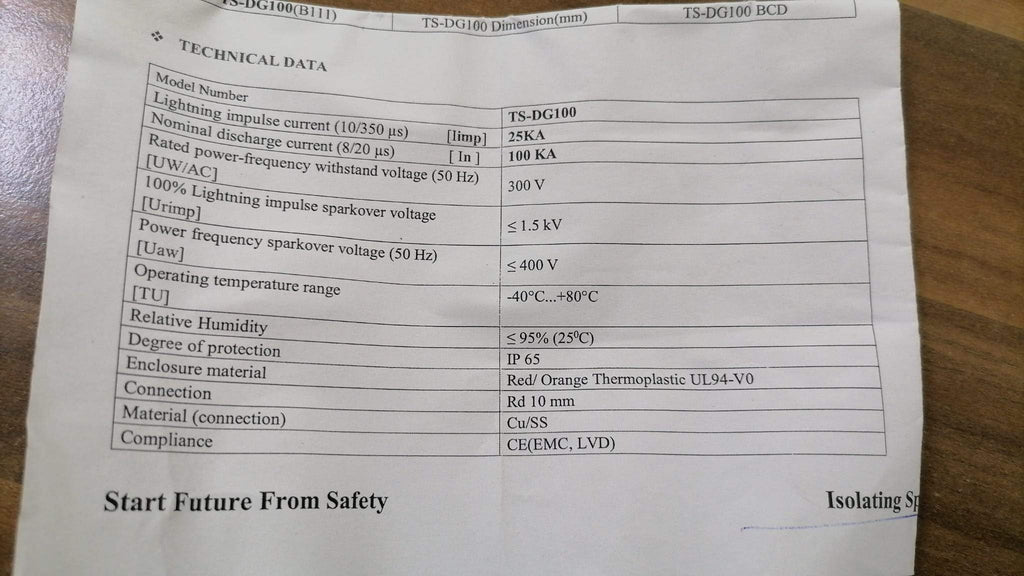 TS-DG100(B111) TS-DG100 Dimension(mm) TS-DG100 BCD
❖ TECHNICAL DATA
Model Number TS-DG100
Lightning impulse current (10/350 µs) [Iimp] 25KA
Nominal discharge current (8/20 µs) [ In ] 100 KA
Rated power-frequency withstand voltage (50 Hz)
[UW/AC] 300 V
100% Lightning impulse sparkover voltage
[Urimp] ≤ 1.5 kV
Power frequency sparkover voltage (50 Hz)
[Uaw] ≤ 400 V
Operating temperature range
[TU] -40°C...+80°C
Relative Humidity ≤ 95% (25⁰C)
Degree of protection IP 65
Enclosure material Red/ Orange Thermoplastic UL94-V0
Connection Rd 10 mm
Material (connection) Cu/SS
Compliance CE(EMC, LVD)
Start Future From Safety Isolating Sp